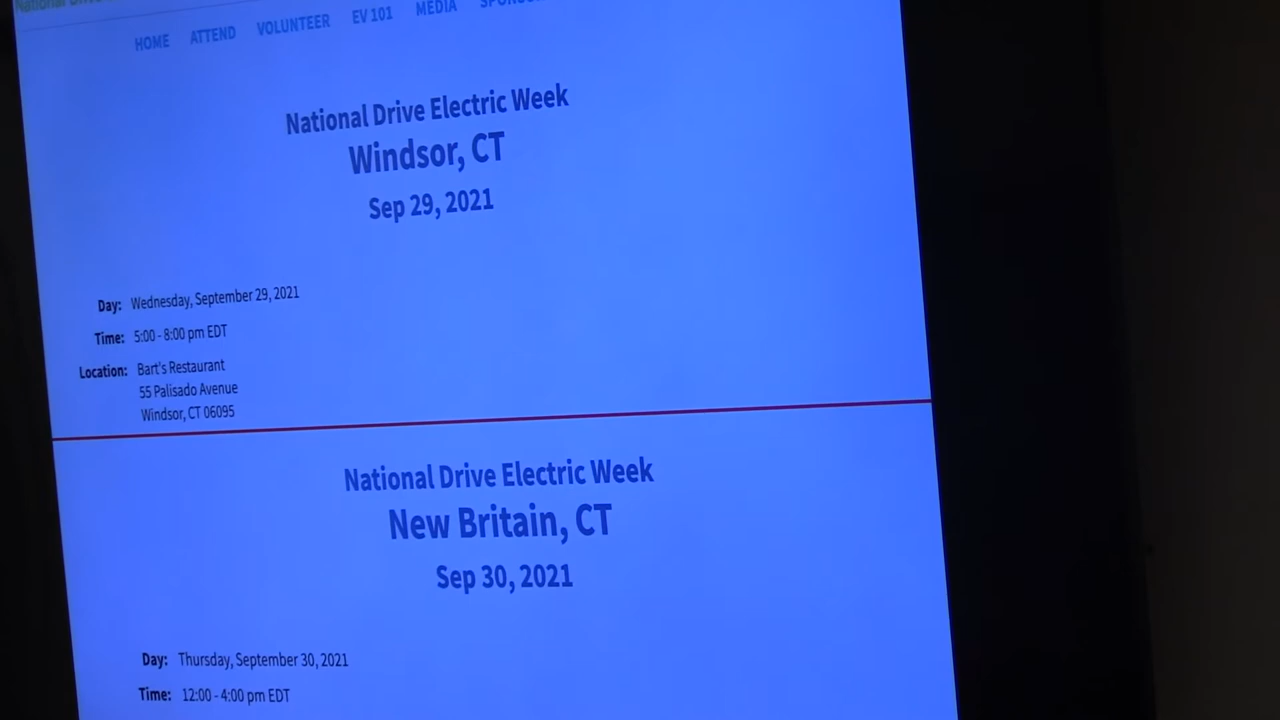 National
HOME ATTEND VOLUNTEER EV 101 MEDIA
National Drive Electric Week
Windsor, CT
Sep 29, 2021
Day: Wednesday, September 29, 2021
Time: 5:00 - 8:00 pm EDT
Location: Bart's Restaurant
55 Palisado Avenue
Windsor, CT 06095
National Drive Electric Week
New Britain, CT
Sep 30, 2021
Day: Thursday, September 30, 2021
Time: 12:00 - 4:00 pm EDT